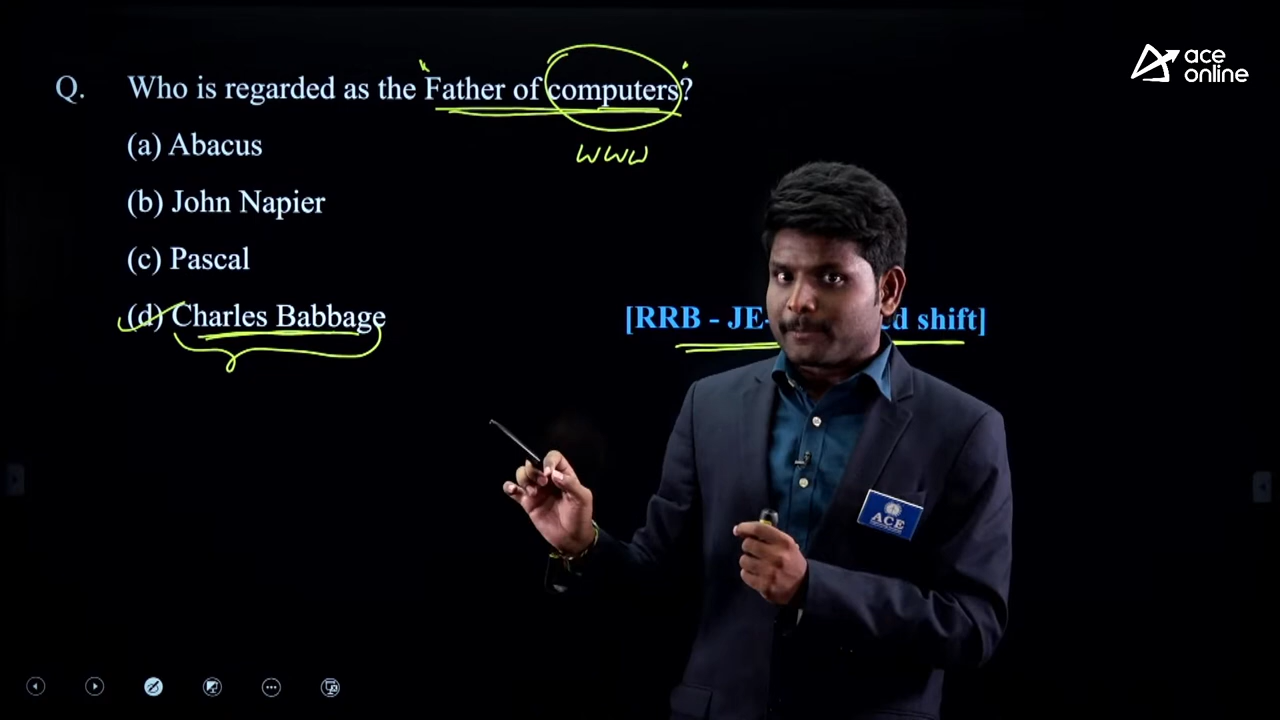 ace
online
Q. Who is regarded as the Father of computers?
www
(a) Abacus
(b) John Napier
(c) Pascal
(d) Charles Babbage
[RRB - JE- d shift]
ACE